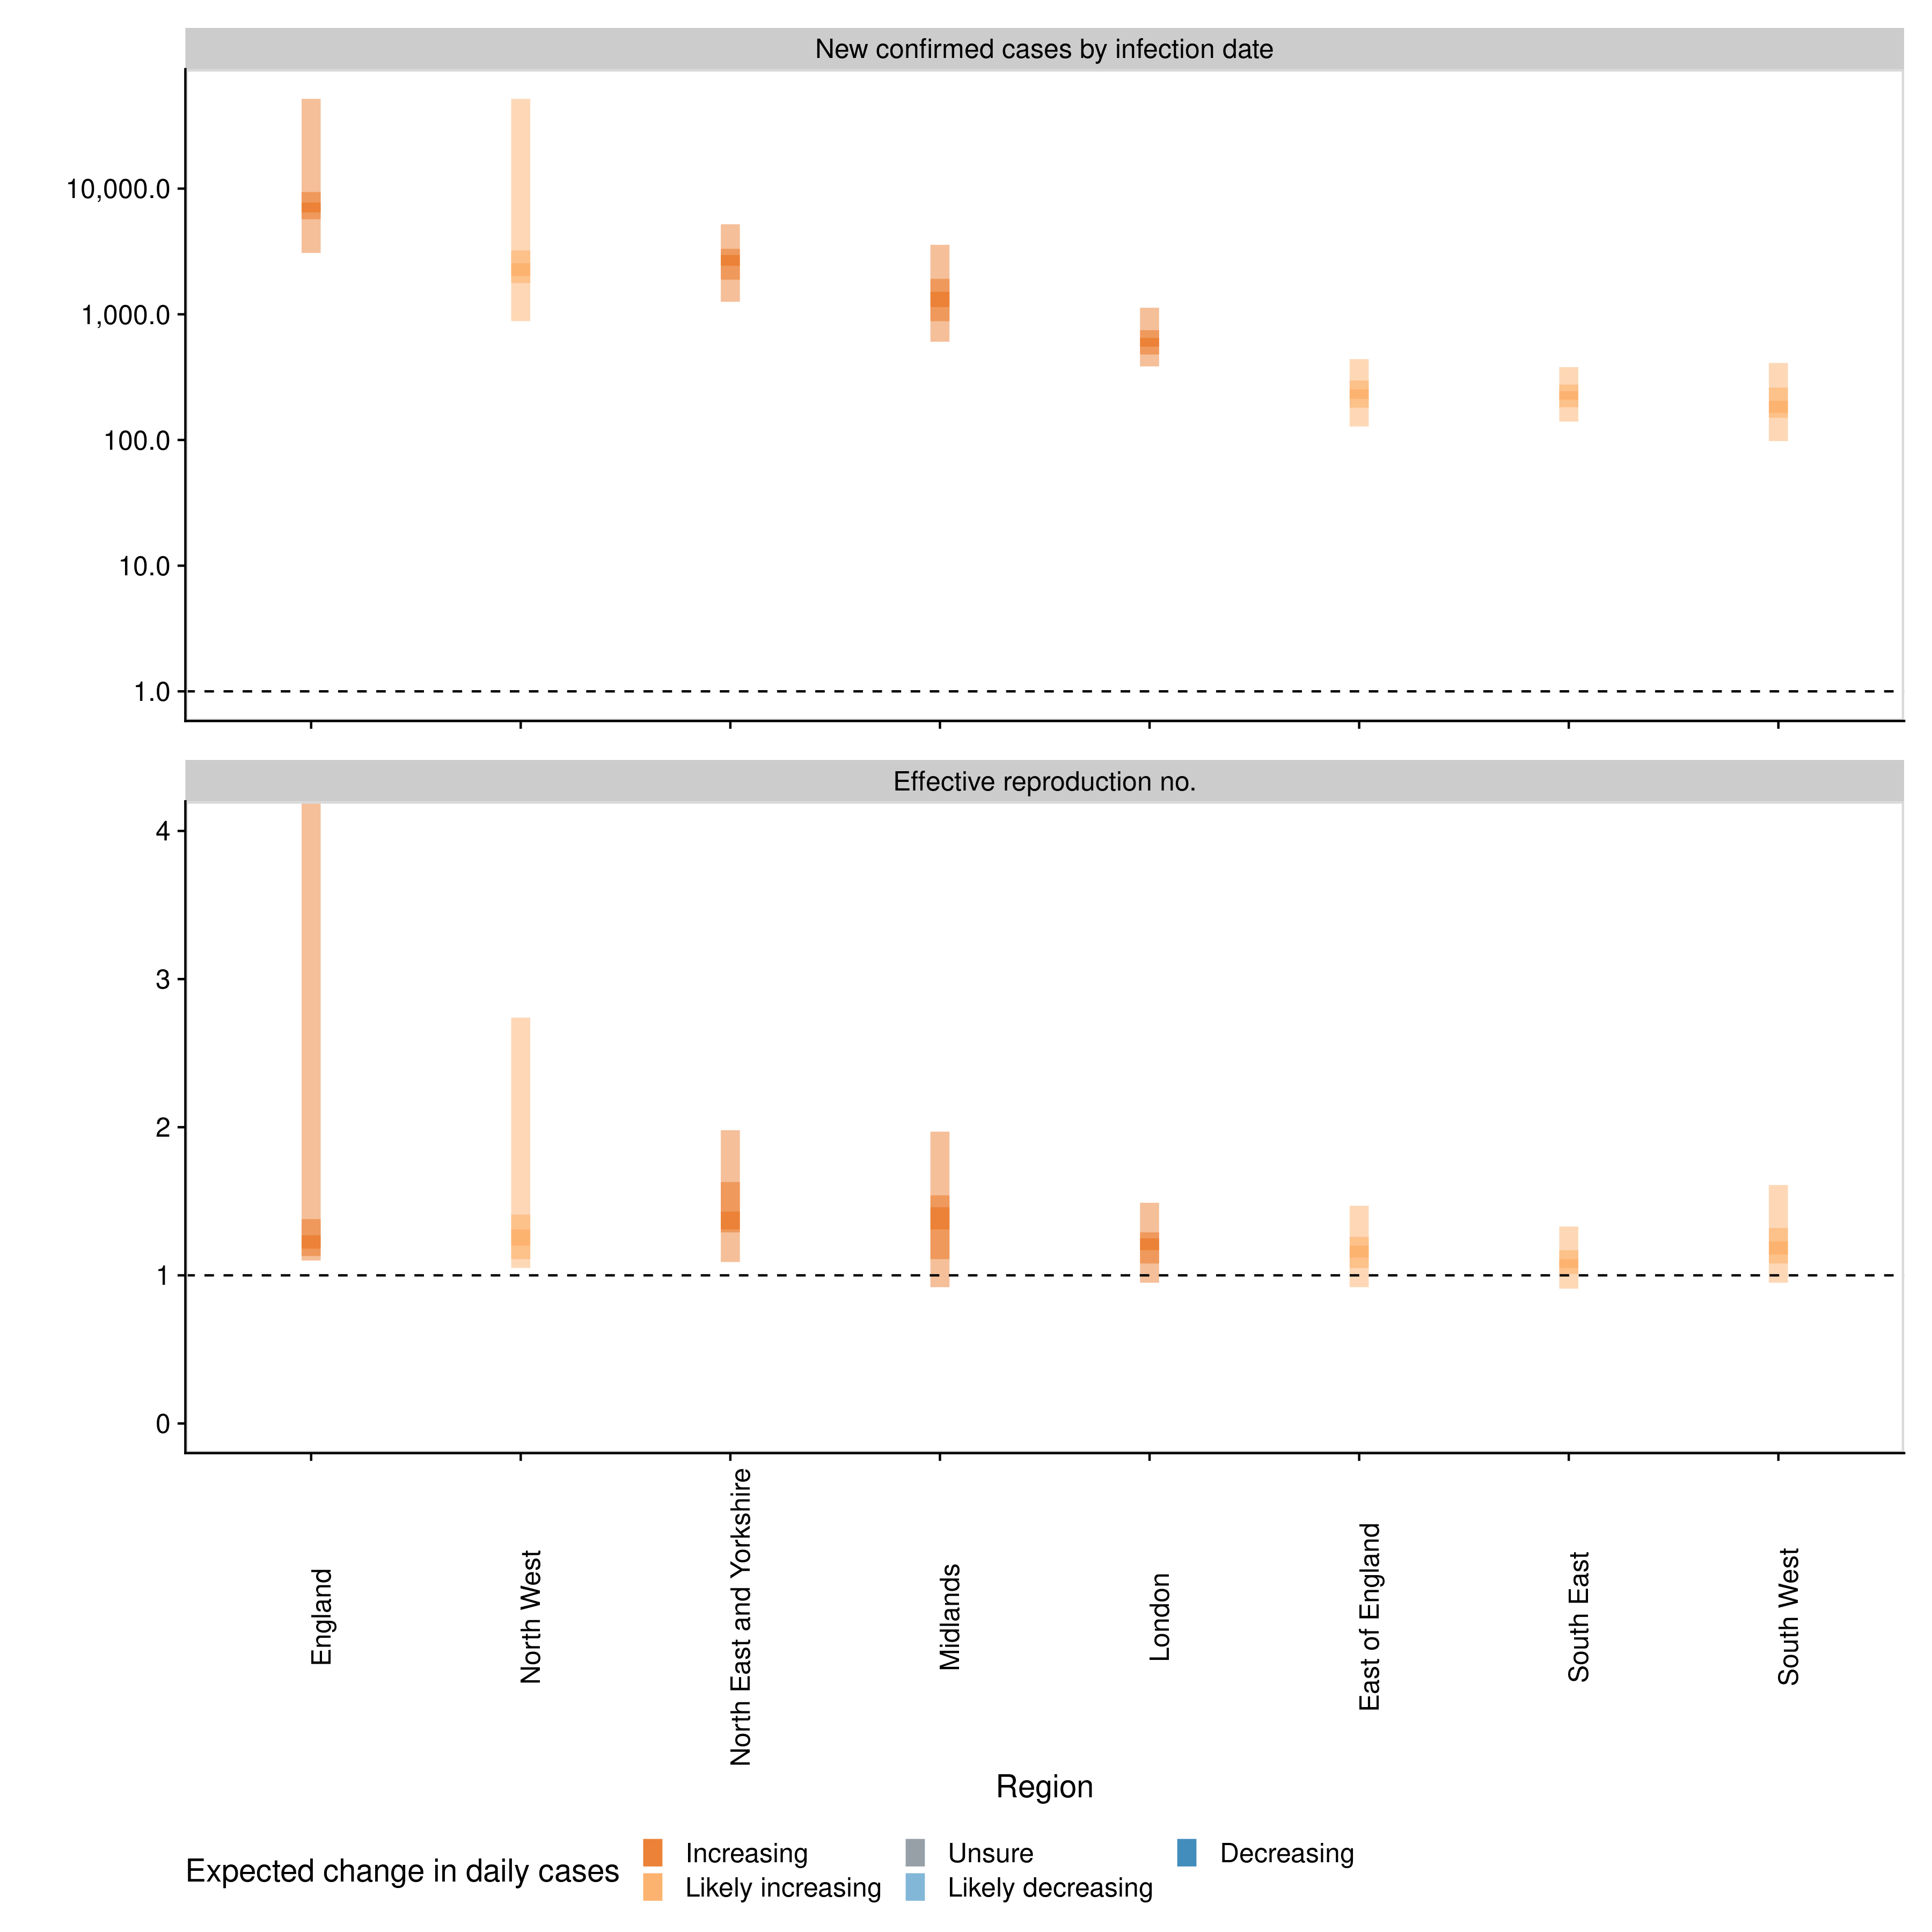 New confirmed cases by infection date
10,000.0
1,000.0
100.0
10.0
1.0
Effective reproduction no.
4
3
2
1
0
England
North West
North East and Yorkshire
Midlands
London
East of England
South East
South West
Region
Expected change in daily cases
Increasing
Unsure
Decreasing
Likely increasing
Likely decreasing